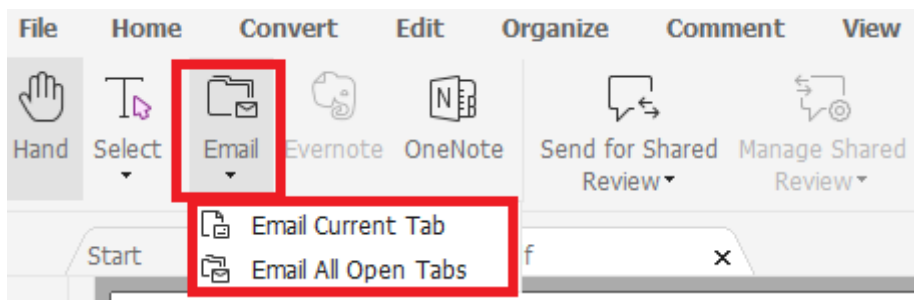 File Home Convert Edit Organize Comment View
Hand Select Email Evernote OneNote Send for Shared Review Manage Shared Review
Email Current Tab
Email All Open Tabs
Start f